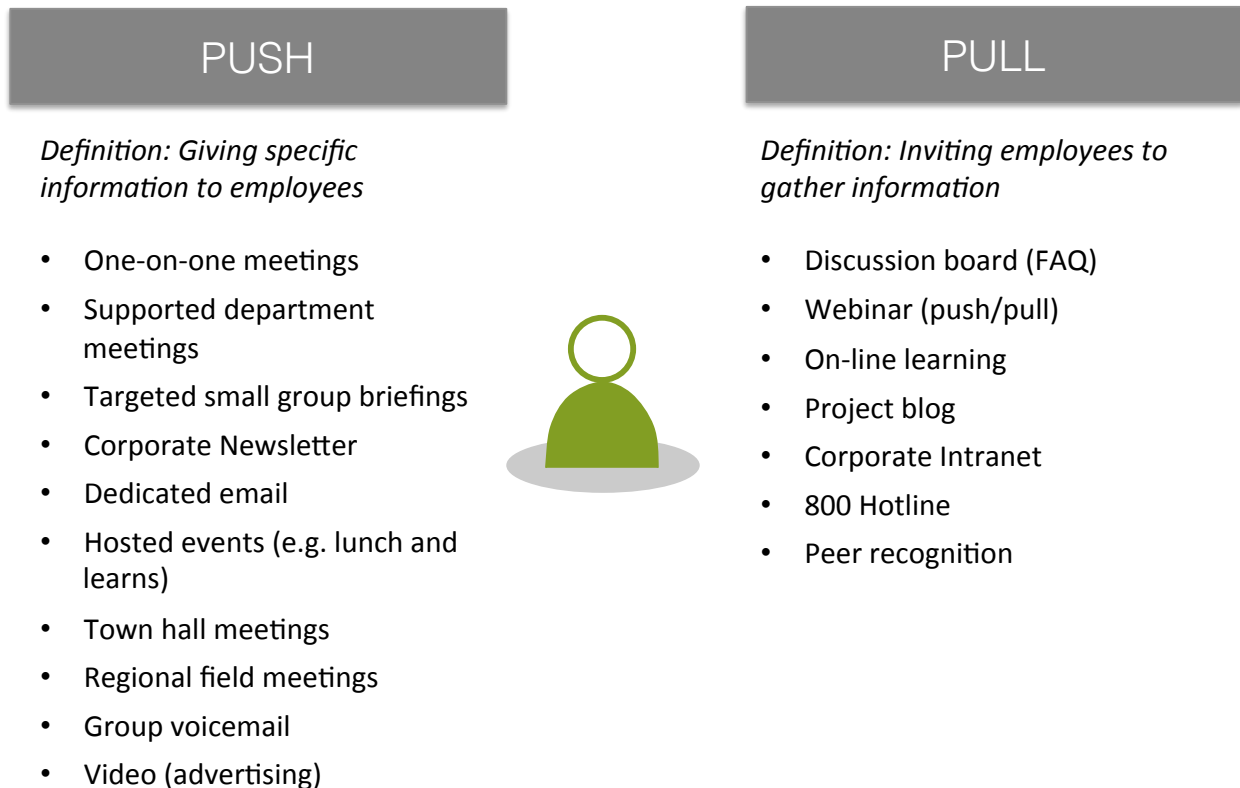 PUSH
Definition: Giving specific
information to employees
• One-on-one meetings
• Supported department
meetings
• Targeted small group briefings
• Corporate Newsletter
• Dedicated email
• Hosted events (e.g. lunch and
learns)
• Town hall meetings
• Regional field meetings
• Group voicemail
• Video (advertising)
PULL
Definition: Inviting employees to
gather information
• Discussion board (FAQ)
• Webinar (push/pull)
• On-line learning
• Project blog
• Corporate Intranet
• 800 Hotline
• Peer recognition